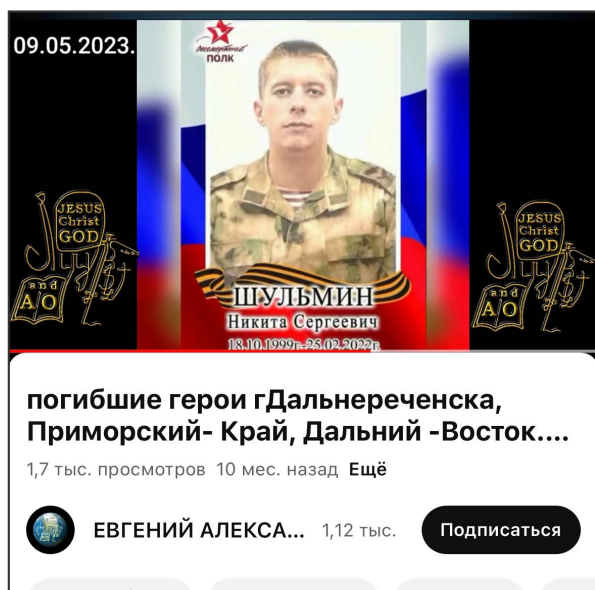 09.05.2023.
Бессмертный
ПОЛК
JESUS
Christ
GOD
and
A/O
JESUS
Christ
GOD
and
A/O
ШУЛЬМИН
Никита Сергеевич
18.10.1999г-25.02.2022г.
погибшие герои гДальнереченска,
Приморский- Край, Дальний -Восток....
1,7 тыс. просмотров 10 мес. назад Ещё
ЕВГЕНИЙ АЛЕКСА... 1,12 тыс. Подписаться